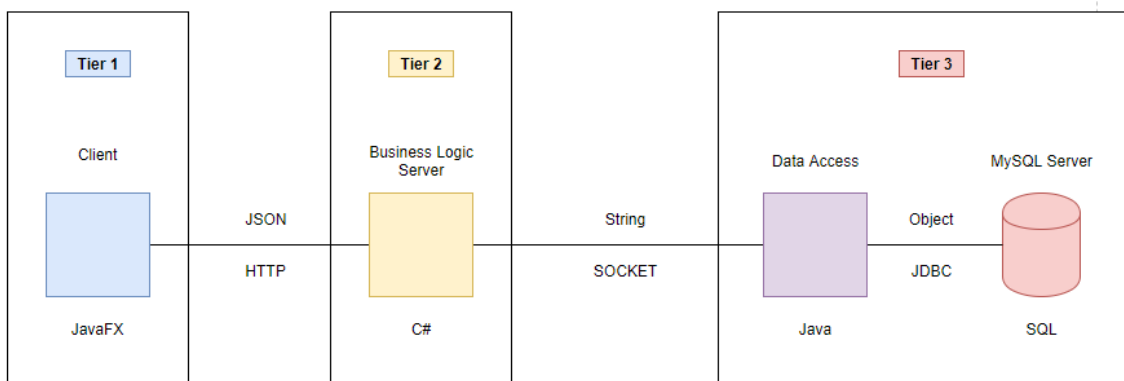 Tier 1
Tier 2
Tier 3
Client
Business Logic
Server
Data Access
MySQL Server
JSON
HTTP
String
SOCKET
Object
JDBC
JavaFX
C#
Java
SQL